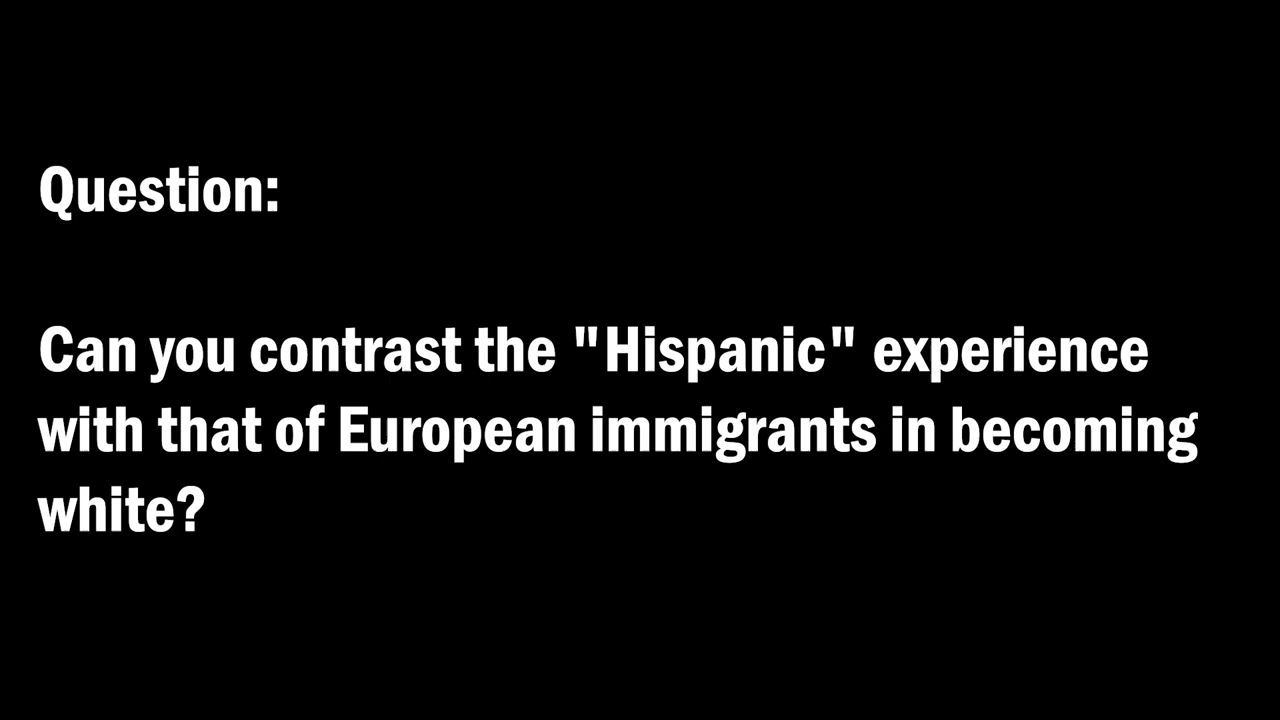 Question:
Can you contrast the "Hispanic" experience
with that of European immigrants in becoming
white?